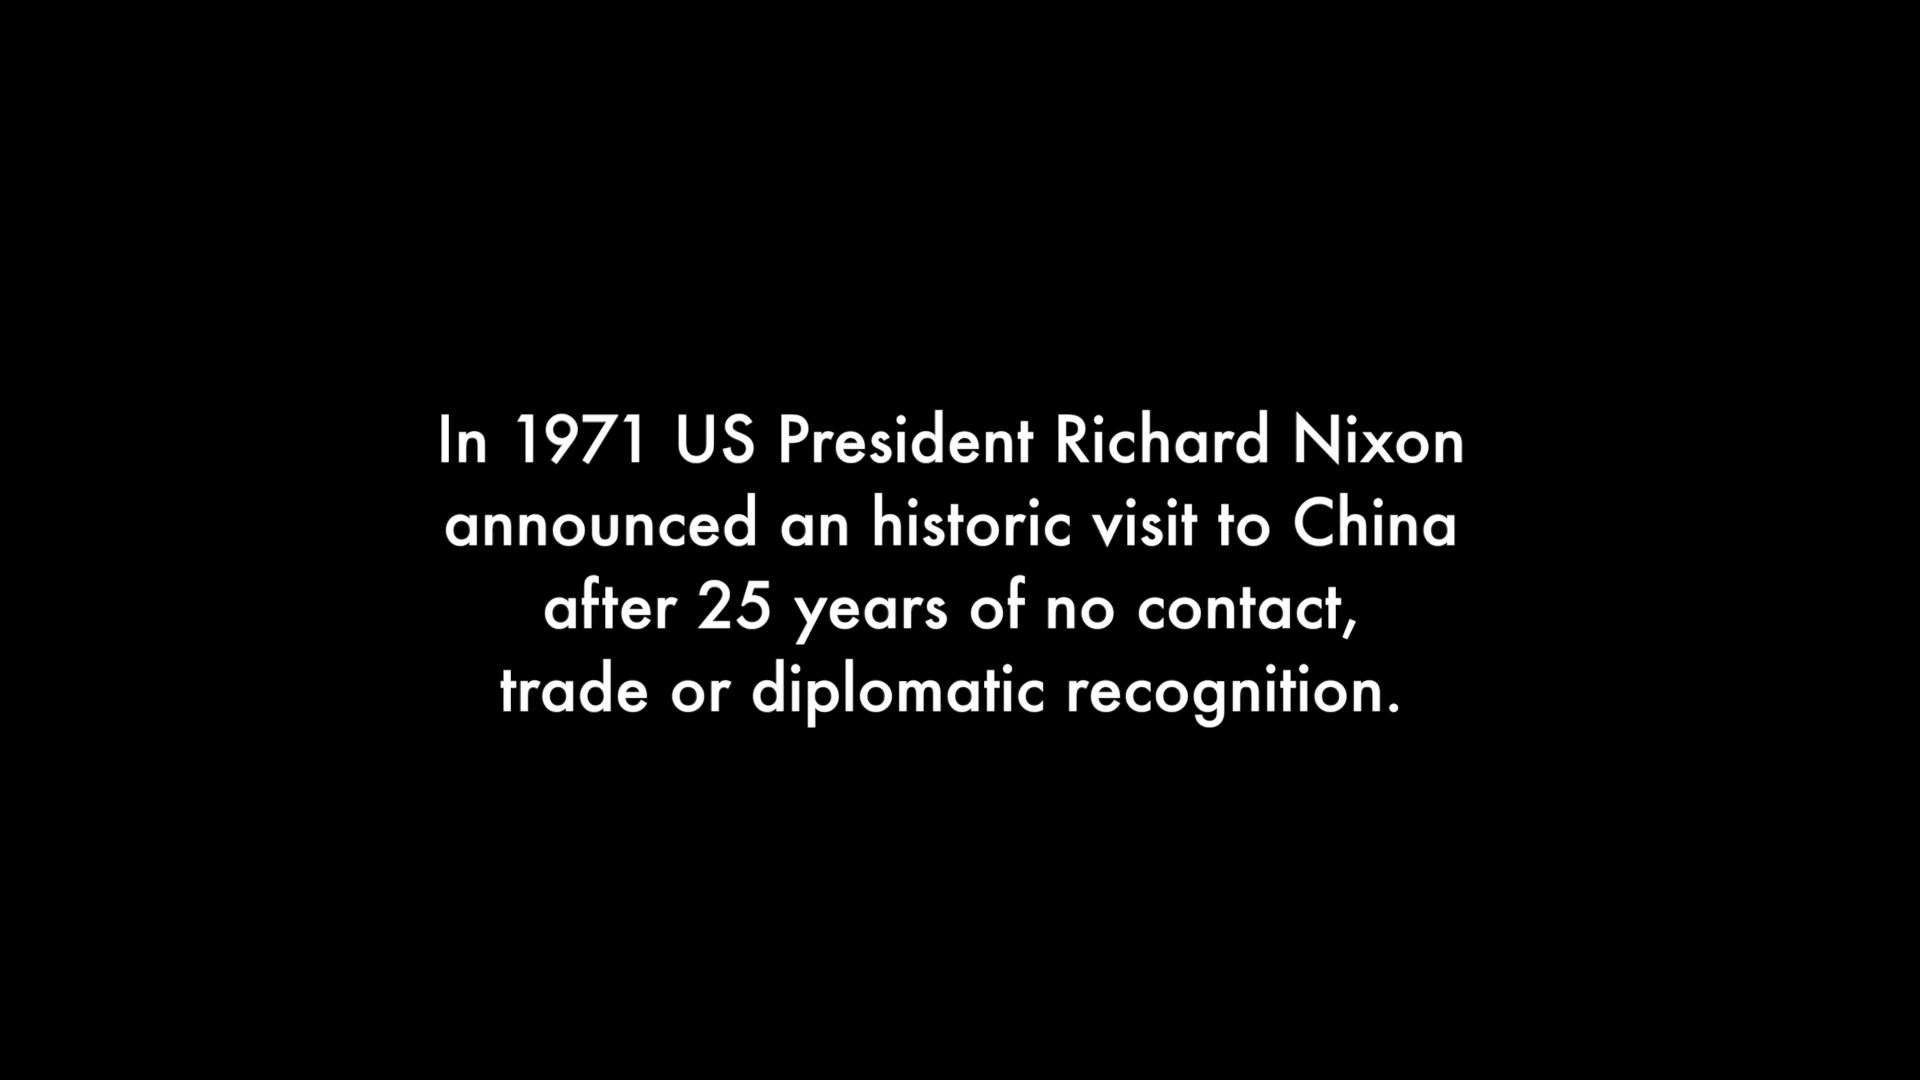 In 1971 US President Richard Nixon
announced an historic visit to China
after 25 years of no contact,
trade or diplomatic recognition.